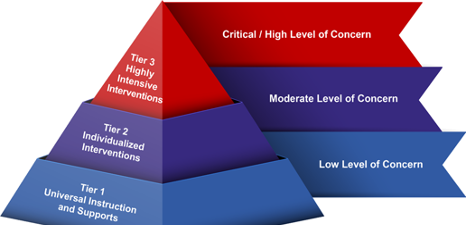 Tier 3
Highly
Intensive
Interventions
Critical / High Level of Concern
Tier 2
Individualized
Interventions
Moderate Level of Concern
Tier 1
Universal Instruction
and Supports
Low Level of Concern